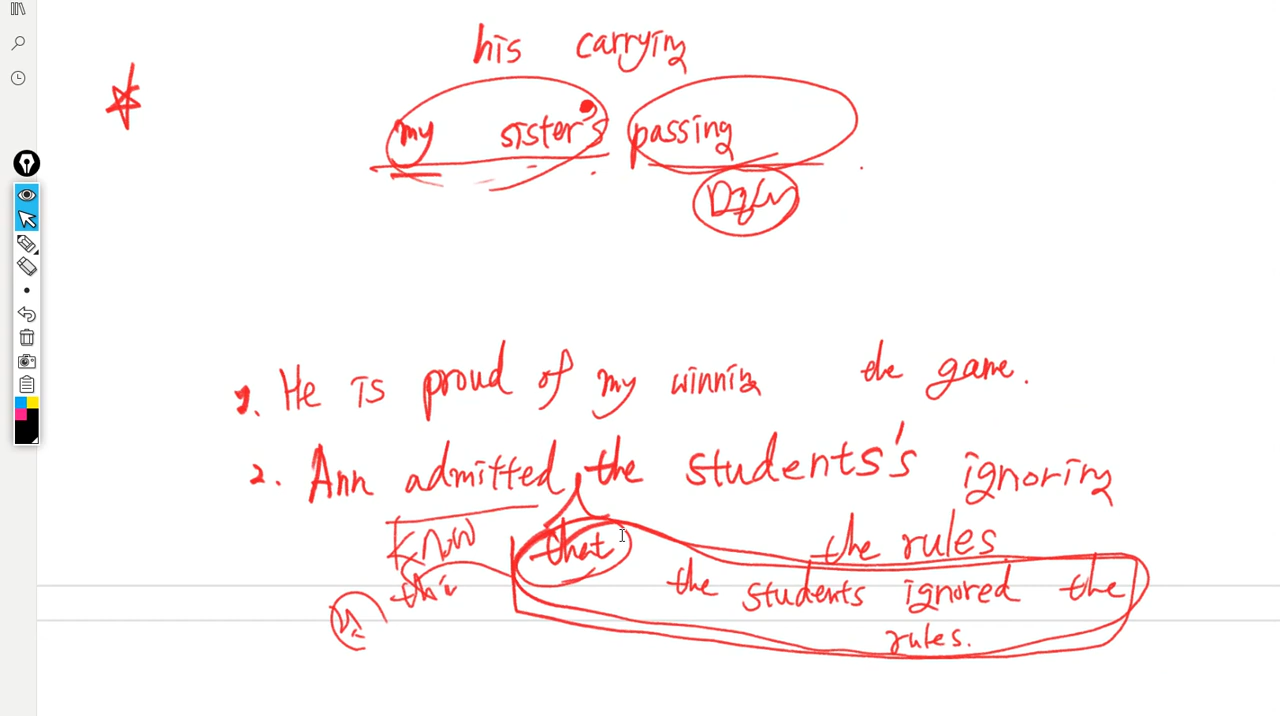 his carrying
my sister's passing
1. He is proud of my winning the game.
2. Ann admitted the students's ignoring
the rules
know that
the students ignored the
rules.